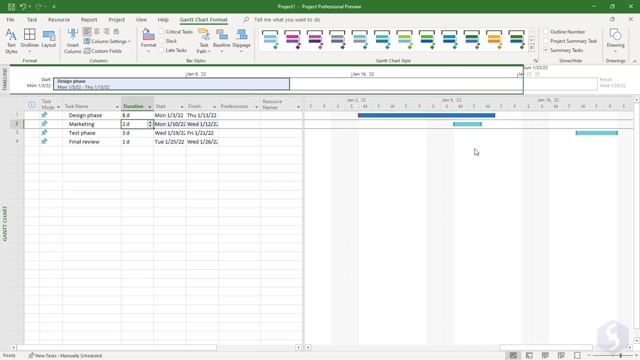 Project1 - Project Professional Preview
File Task Resource Report Project View Help Gantt Chart Format Tell me what you want to do
Text Styles Gridlines Layout Insert Column Column Settings Custom Fields
Format Critical Tasks Slack Late Tasks Task Path Baseline Slippage
Outline Number Project Summary Task Summary Tasks Drawing
Columns Bar Styles Gantt Chart Style Show/Hide Drawings
TIMELINE
Jan 9, '22 Jan 16, '22
Start Mon 1/3/22
Design phase
Mon 1/3/22 - Thu 1/13/22
Finish
Task Mode Task Name Duration Start Finish Predecessors Resource Names
Jan 2, '22 Jan 9, '22 Jan 16, '22
T F S S M T W T F S S M T W T F S S M T W T F S
1 Design phase 8 d Mon 1/3/22 Thu 1/13/22
2 Marketing 2 d Mon 1/10/22 Wed 1/12/22
3 Test phase 3 d Wed 1/19/22 Fri 1/21/22
4 Final review 1 d Tue 1/25/22 Wed 1/26/22
GANTT CHART
Ready New Tasks : Manually Scheduled